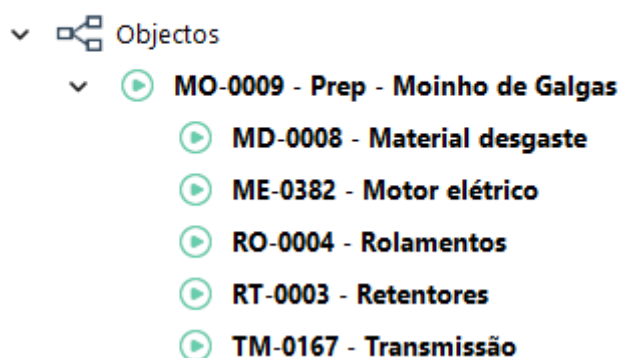 Objectos
MO-0009 - Prep - Moinho de Galgas
MD-0008 - Material desgaste
ME-0382 - Motor elétrico
RO-0004 - Rolamentos
RT-0003 - Retentores
TM-0167 - Transmissão